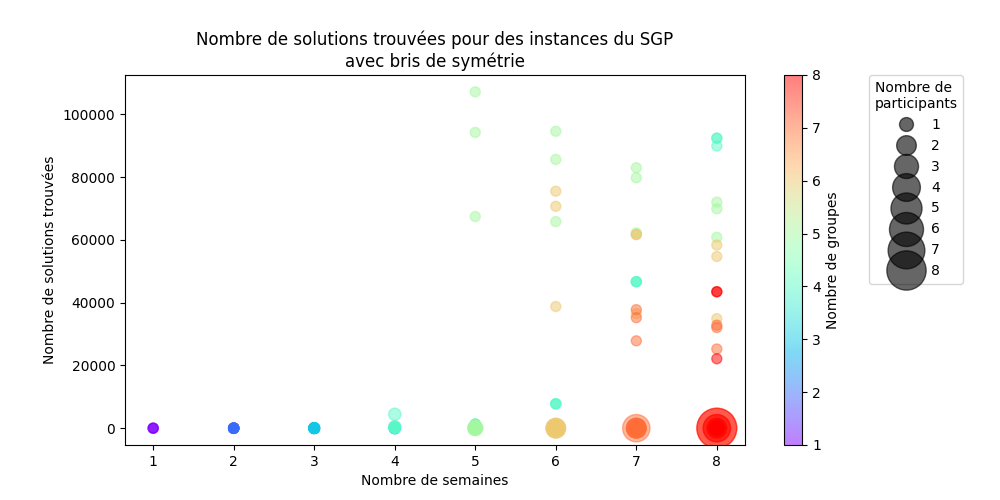 Nombre de solutions trouvées pour des instances du SGP
avec bris de symétrie
Nombre de solutions trouvées
100000
80000
60000
40000
20000
0
1 2 3 4 5 6 7 8
Nombre de semaines
8
7
6
5
4
3
2
1
Nombre de groupes
Nombre de
participants
1
2
3
4
5
6
7
8